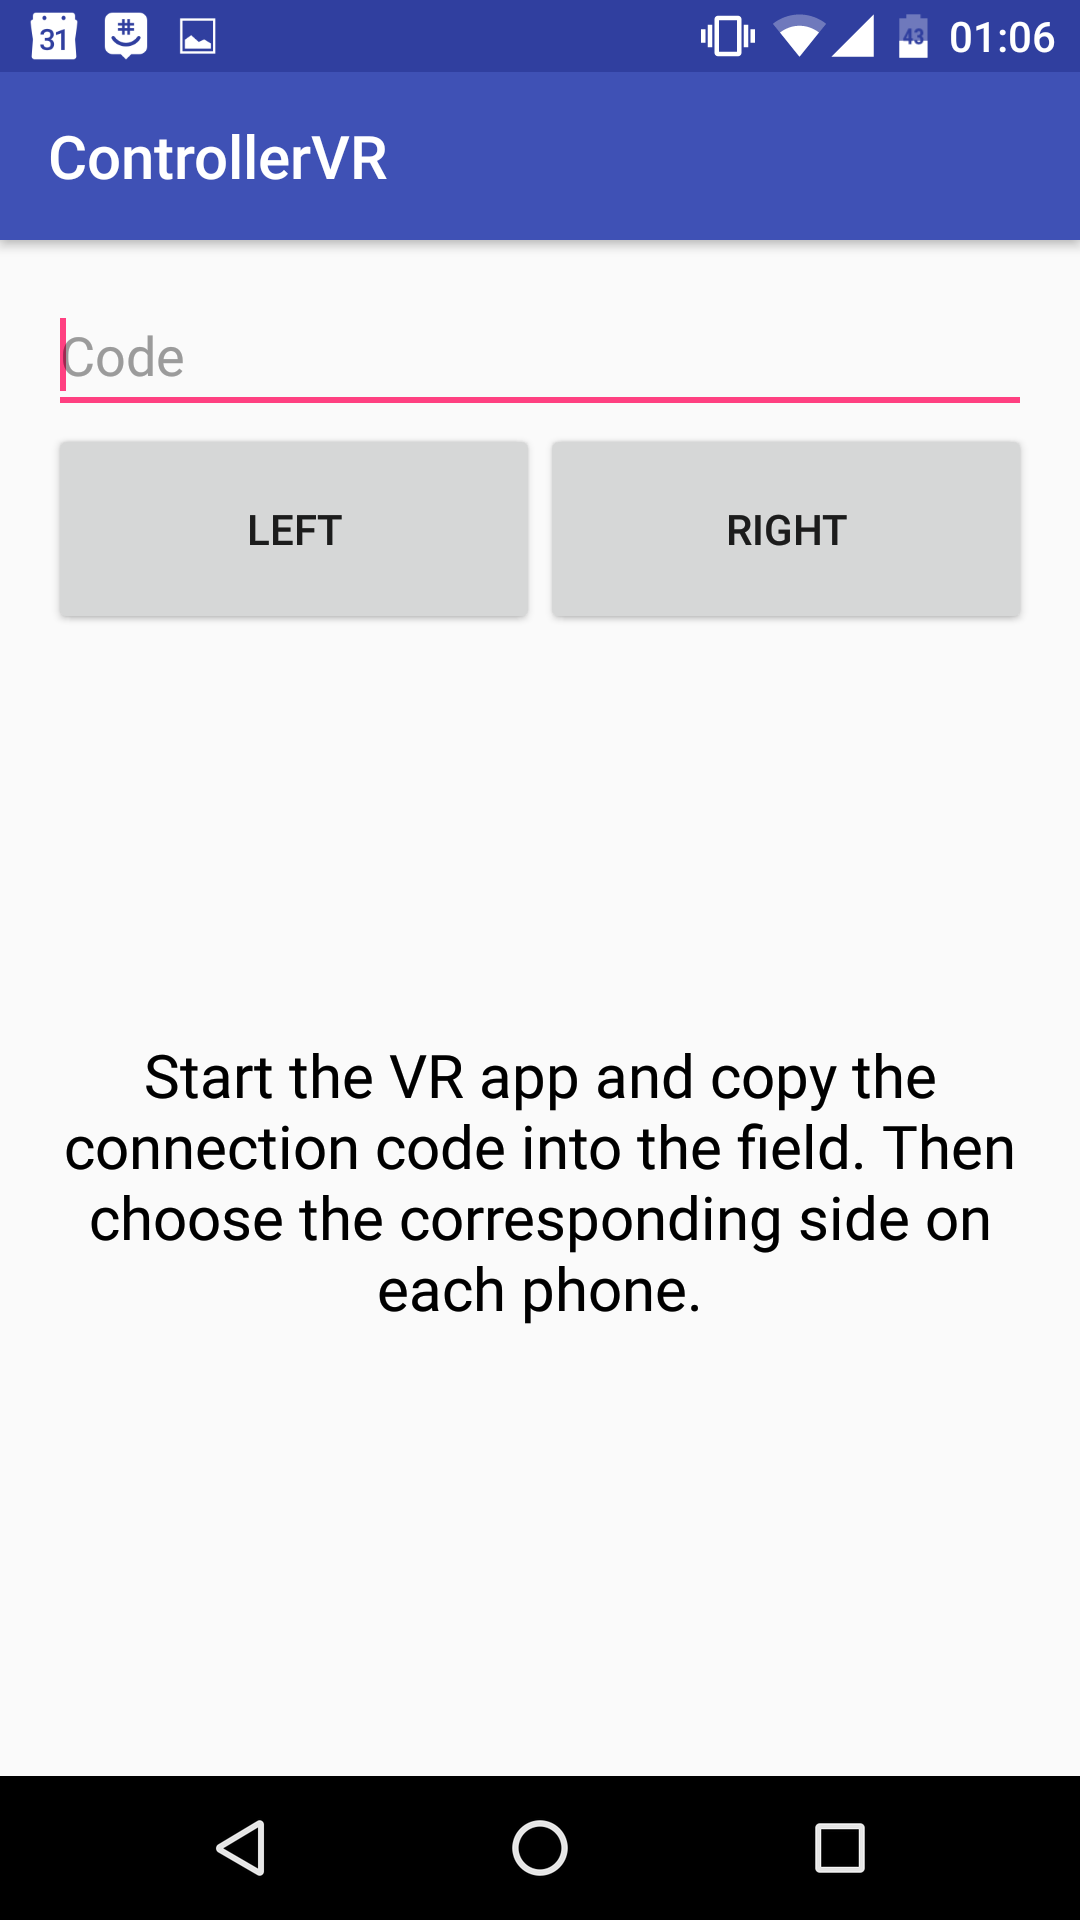 31 # 43 01:06
ControllerVR
Code
LEFT RIGHT
Start the VR app and copy the
connection code into the field. Then
choose the corresponding side on
each phone.